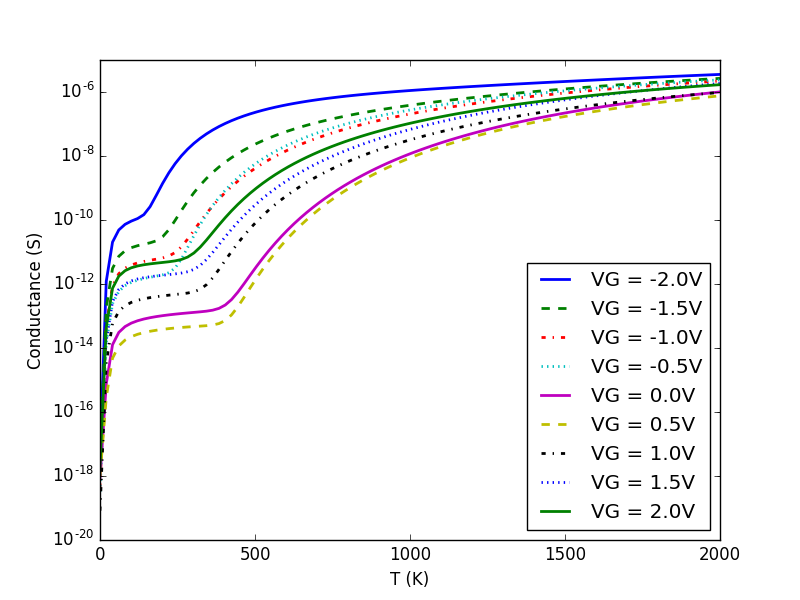 Conductance (S)
10^-6
10^-8
10^-10
10^-12
10^-14
10^-16
10^-18
10^-20
VG = -2.0V
VG = -1.5V
VG = -1.0V
VG = -0.5V
VG = 0.0V
VG = 0.5V
VG = 1.0V
VG = 1.5V
VG = 2.0V
0 500 1000 1500 2000
T (K)